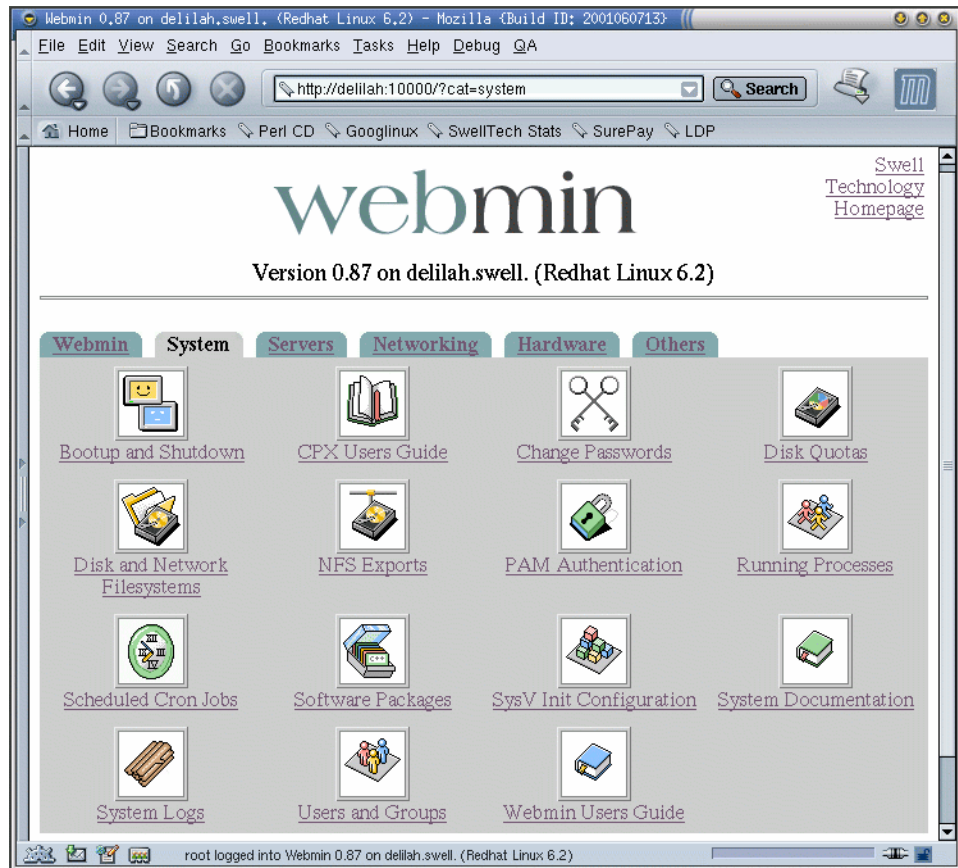 Webmin 0.87 on delilah.swell. (Redhat Linux 6.2) - Mozilla {Build ID: 2001060713}
File Edit View Search Go Bookmarks Tasks Help Debug QA
http://delilah:10000/?cat=system
Search
Home Bookmarks Perl CD Googlinux SwellTech Stats SurePay LDP
Swell
Technology
Homepage
webmin
Version 0.87 on delilah.swell. (Redhat Linux 6.2)
Webmin System Servers Networking Hardware Others
Bootup and Shutdown CPX Users Guide Change Passwords Disk Quotas
Disk and Network
Filesystems
NFS Exports PAM Authentication Running Processes
Scheduled Cron Jobs Software Packages SysV Init Configuration System Documentation
System Logs Users and Groups Webmin Users Guide
root logged into Webmin 0.87 on delilah.swell. (Redhat Linux 6.2)